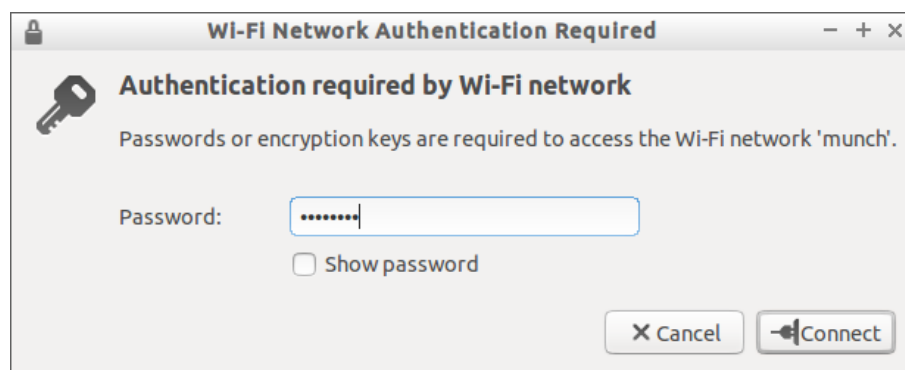 Wi-Fi Network Authentication Required
Authentication required by Wi-Fi network
Passwords or encryption keys are required to access the Wi-Fi network 'munch'.
Password: ••••••••
Show password
Cancel Connect